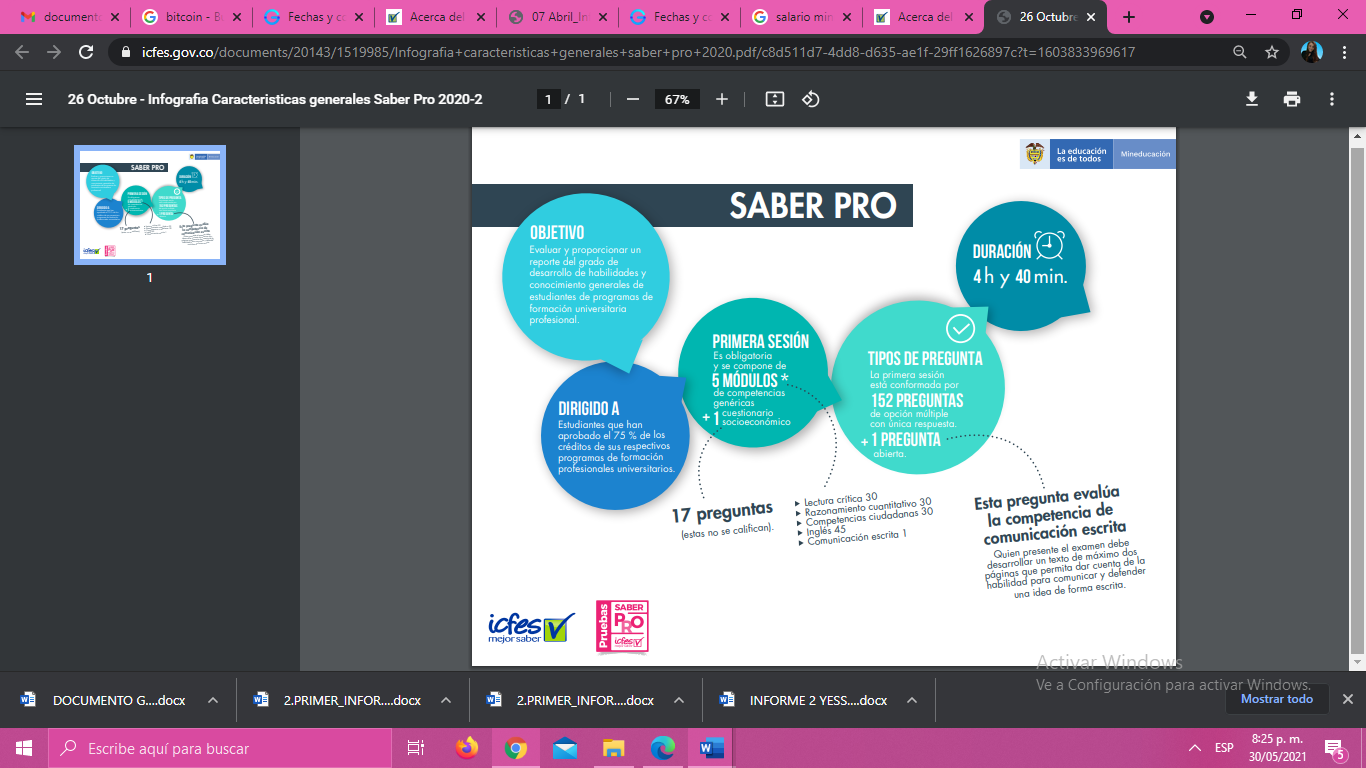 document
bitcoin - B
Fechas y c
Acerca del
07 Abril_In
Fechas y c
salario min
Acerca del
26 Octubre
icfes.gov.co/documents/20143/1519985/Infografia+caracteristicas+generales+saber+pro+2020.pdf/c8d511d7-4dd8-d635-ae1f-29ff1626897c?t=1603833969617
26 Octubre - Infografia Caracteristicas generales Saber Pro 2020-2
1 / 1
67%
1
La educación
es de todos
Mineducación
SABER PRO
OBJETIVO
Evaluar y proporcionar un
reporte del grado de
desarrollo de habilidades y
conocimiento generales de
estudiantes de programas de
formación universitaria
profesional.
DIRIGIDO A
Estudiantes que han
aprobado el 75 % de los
créditos de sus respectivos
programas de formación
profesionales universitarios.
PRIMERA SESIÓN
Es obligatoria
y se compone de
5 MÓDULOS *
de competencias
genéricas
+ 1 cuestionario
socioeconómico
TIPOS DE PREGUNTA
La primera sesión
está conformada por
152 PREGUNTAS
de opción múltiple
con única respuesta.
+ 1 PREGUNTA
abierta.
DURACIÓN
4 h y 40 min.
17 preguntas
(estas no se califican).
Lectura crítica 30
Razonamiento cuantitativo 30
Competencias ciudadanas 30
Inglés 45
Comunicación escrita 1
Esta pregunta evalúa
la competencia de
comunicación escrita
Quien presente el examen debe
desarrollar un texto de máximo dos
páginas que permita dar cuenta de la
habilidad para comunicar y defender
una idea de forma escrita.
icfes
mejor saber
Pruebas
SABER
PRO
icfes
Activar Windows
Ve a Configuración para activar Windows.
DOCUMENTO G....docx
2.PRIMER_INFOR....docx
2.PRIMER_INFOR....docx
INFORME 2 YESS....docx
Mostrar todo
Escribe aquí para buscar
ESP
8:25 p. m.
30/05/2021
5